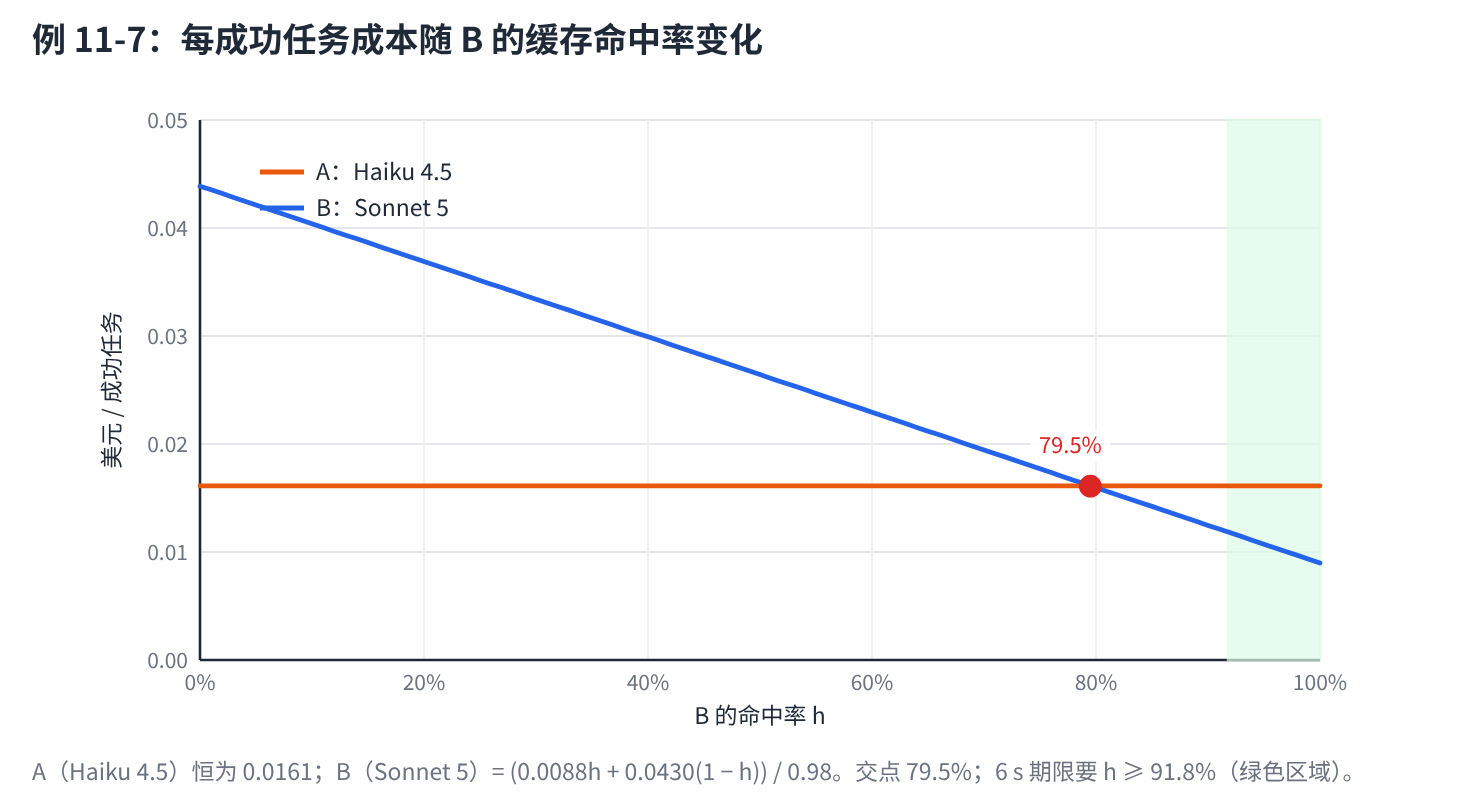 例 11-7：每成功任务成本随 B 的缓存命中率变化
0.05
A：Haiku 4.5
B：Sonnet 5
0.04
0.03
美元 / 成功任务
0.02
79.5%
0.01
0.00
0%
20%
40%
60%
80%
100%
B 的命中率 h
A（Haiku 4.5）恒为 0.0161；B（Sonnet 5）= (0.0088h + 0.0430(1 − h)) / 0.98。交点 79.5%；6 s 期限要 h ⩾ 91.8%（绿色区域）。